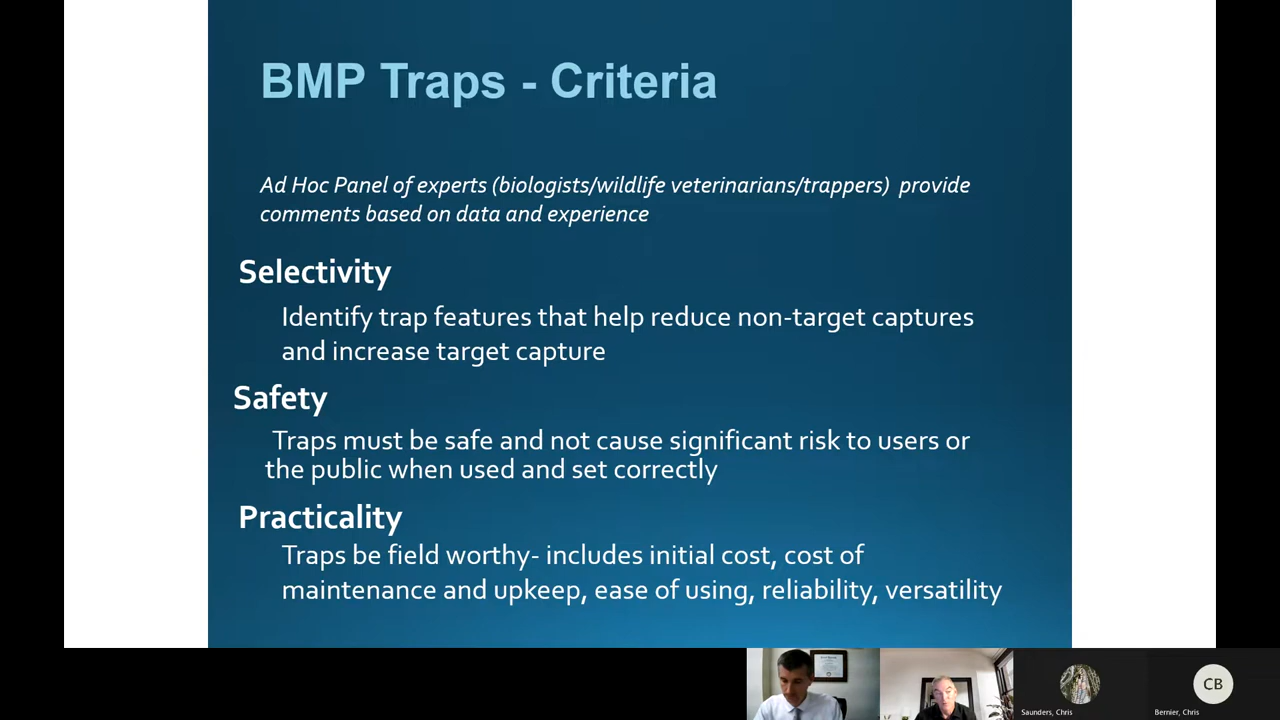 BMP Traps - Criteria
Ad Hoc Panel of experts (biologists/wildlife veterinarians/trappers) provide
comments based on data and experience
Selectivity
Identify trap features that help reduce non-target captures
and increase target capture
Safety
Traps must be safe and not cause significant risk to users or
the public when used and set correctly
Practicality
Traps be field worthy- includes initial cost, cost of
maintenance and upkeep, ease of using, reliability, versatility
CB
Saunders, Chris
Bernier, Chris